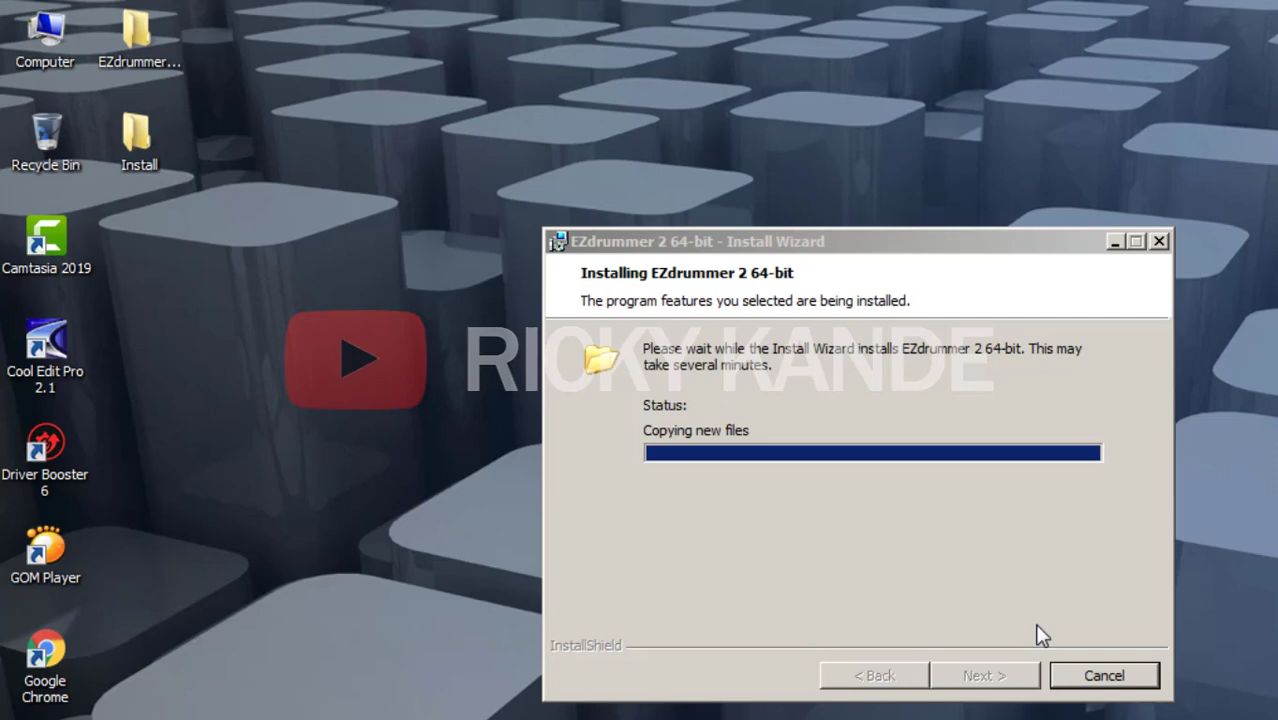 Computer
EZdrummer...
Recycle Bin
Install
Camtasia 2019
Cool Edit Pro
2.1
Driver Booster
6
GOM Player
Google
Chrome
EZdrummer 2 64-bit - Install Wizard
Installing EZdrummer 2 64-bit
The program features you selected are being installed.
Please wait while the Install Wizard installs EZdrummer 2 64-bit. This may
take several minutes.
RICKY KANDE
Status:
Copying new files
InstallShield
< Back
Next >
Cancel